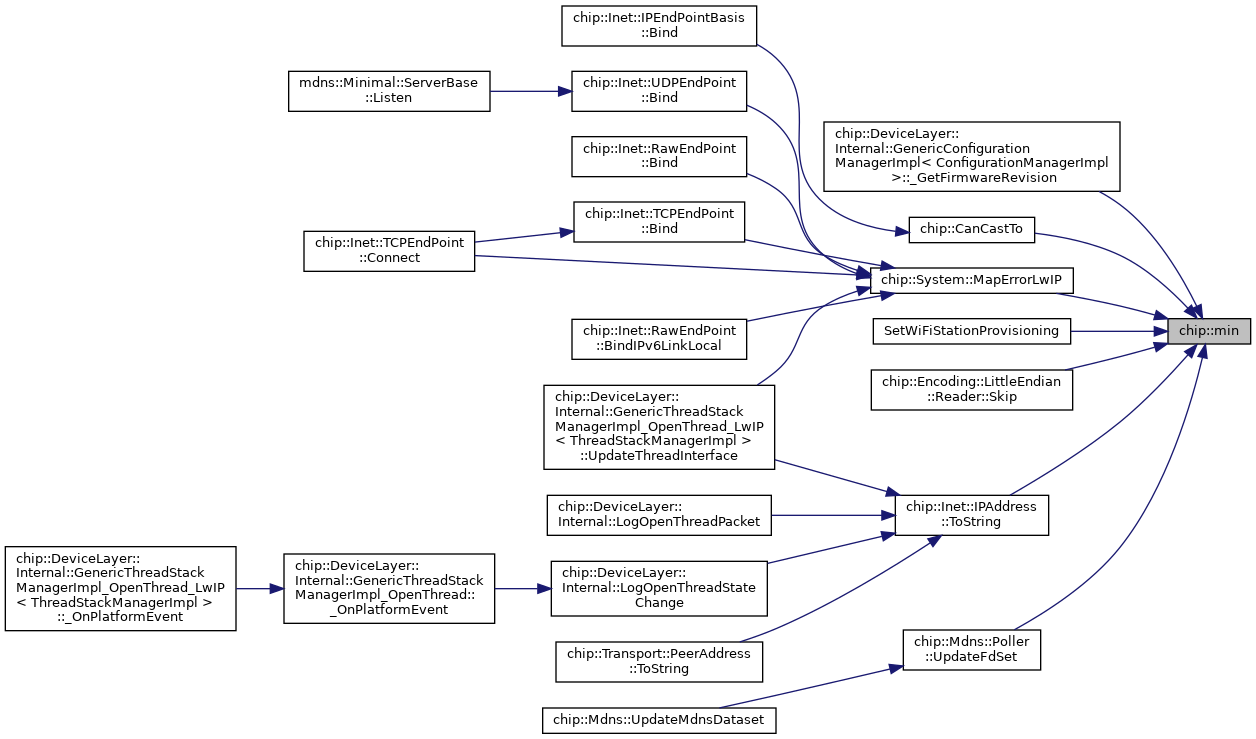 chip::Inet::IPEndPointBasis
::Bind
mdns::Minimal::ServerBase
::Listen
chip::Inet::UDPEndPoint
::Bind
chip::Inet::RawEndPoint
::Bind
chip::DeviceLayer::
Internal::GenericConfiguration
ManagerImpl< ConfigurationManagerImpl
>::_GetFirmwareRevision
chip::Inet::TCPEndPoint
::Bind
chip::CanCastTo
chip::Inet::TCPEndPoint
::Connect
chip::System::MapErrorLwIP
chip::Inet::RawEndPoint
::BindIPv6LinkLocal
SetWiFiStationProvisioning
chip::min
chip::Encoding::LittleEndian
::Reader::Skip
chip::DeviceLayer::
Internal::GenericThreadStack
ManagerImpl_OpenThread_LwIP
< ThreadStackManagerImpl >
::UpdateThreadInterface
chip::DeviceLayer::
Internal::LogOpenThreadPacket
chip::Inet::IPAddress
::ToString
chip::DeviceLayer::
Internal::GenericThreadStack
ManagerImpl_OpenThread_LwIP
< ThreadStackManagerImpl >
::_OnPlatformEvent
chip::DeviceLayer::
Internal::GenericThreadStack
ManagerImpl_OpenThread::
_OnPlatformEvent
chip::DeviceLayer::
Internal::LogOpenThreadState
Change
chip::Transport::PeerAddress
::ToString
chip::Mdns::Poller
::UpdateFdSet
chip::Mdns::UpdateMdnsDataset